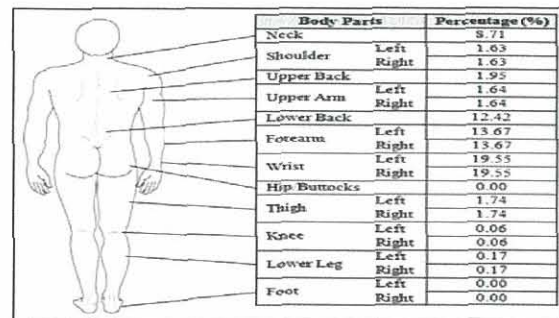 Body Parts Percentage (%)
Neck 8.71
Shoulder Left 1.63
Right 1.63
Upper Back 1.95
Upper Arm Left 1.64
Right 1.64
Lower Back 12.42
Forearm Left 13.67
Right 13.67
Wrist Left 19.55
Right 19.55
Hip Buttocks 0.00
Thigh Left 1.74
Right 1.74
Knee Left 0.06
Right 0.06
Lower Leg Left 0.17
Right 0.17
Foot Left 0.00
Right 0.00